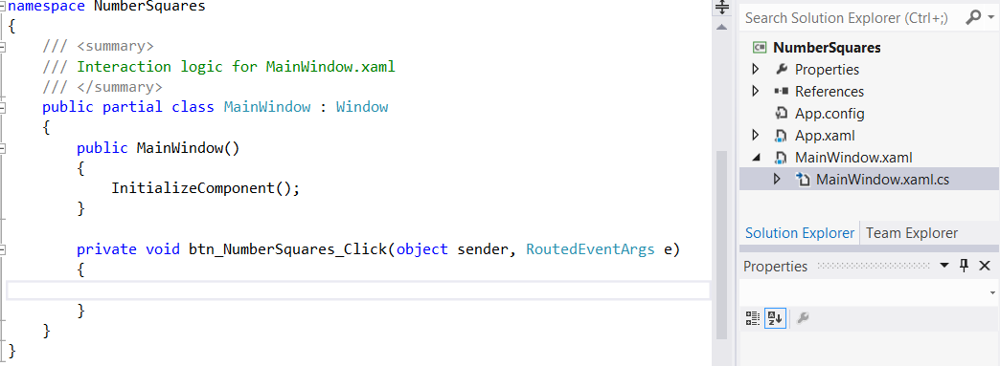 namespace NumberSquares
{
/// <summary>
/// Interaction logic for MainWindow.xaml
/// </summary>
public partial class MainWindow : Window
{
public MainWindow()
{
InitializeComponent();
}
private void btn_NumberSquares_Click(object sender, RoutedEventArgs e)
{
}
}
}
Search Solution Explorer (Ctrl+;)
C# NumberSquares
Properties
References
App.config
App.xaml
MainWindow.xaml
MainWindow.xaml.cs
Solution Explorer Team Explorer
Properties